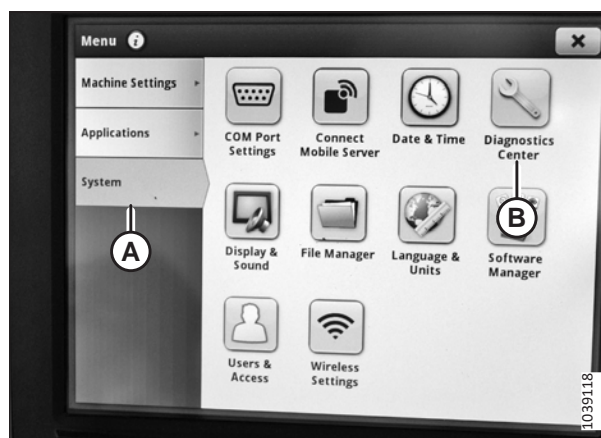 Menu i
Machine Settings
Applications
System
A
COM Port
Settings
Connect
Mobile Server
Date & Time
Diagnostics
Center
B
Display &
Sound
File Manager
Language &
Units
Software
Manager
Users &
Access
Wireless
Settings
1039118